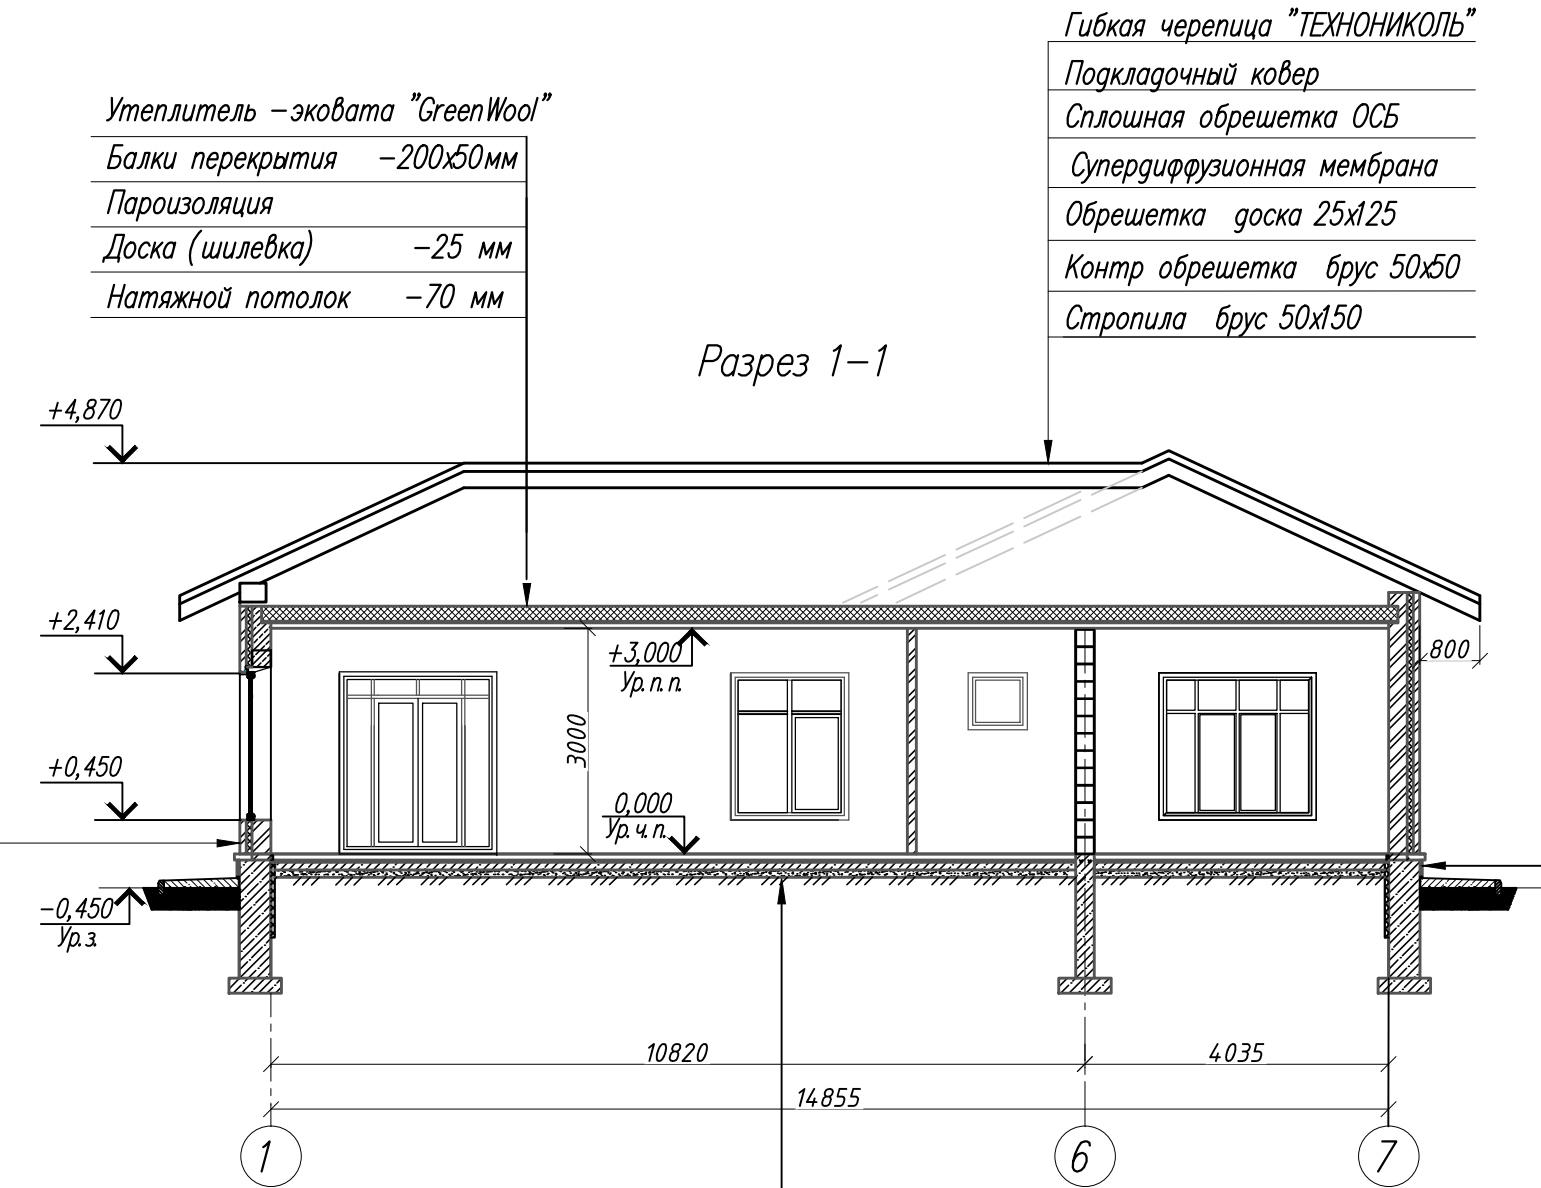 Гибкая черепица "ТЕХНОНИКОЛЬ"
Подкладочный ковер
Сплошная обрешетка ОСБ
Супердиффузионная мембрана
Обрешетка доска 25х125
Контр обрешетка брус 50х50
Стропила брус 50х150
Утеплитель -эковата "GreenWool"
Балки перекрытия -200х50мм
Пароизоляция
Доска (шилевка) -25 мм
Натяжной потолок -70 мм
Разрез 1-1
+4,870
+2,410
+3,000
Ур.п.п.
800
3000
+0,450
0,000
Ур.ч.п.
-0,450
Ур.з.
10820
4035
14855
1
6
7